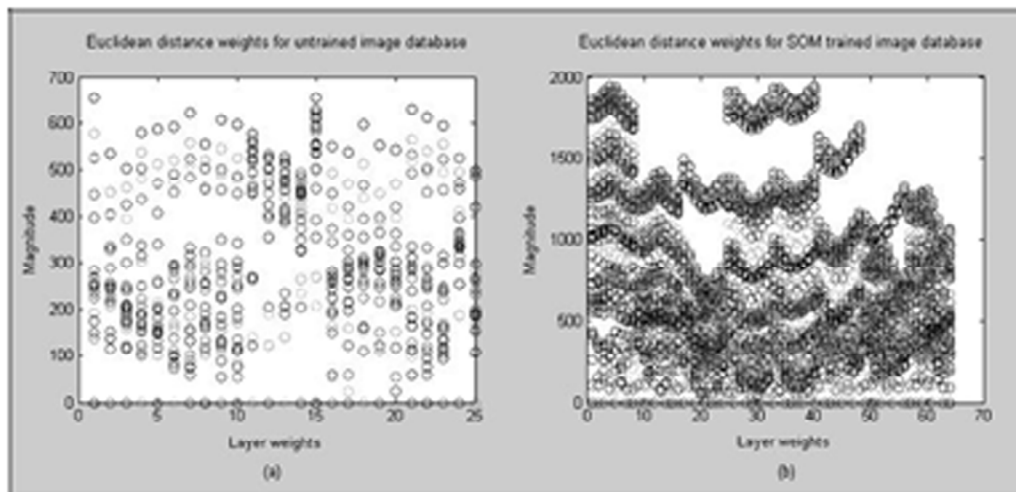 Euclidean distance weights for untrained image database
700
600
500
400
300
200
100
0
0 5 10 15 20 25
Magnitude
Layer weights
(a)
Euclidean distance weights for SOM trained image database
2000
1500
1000
500
0
0 10 20 30 40 50 60 70
Magnitude
Layer weights
(b)